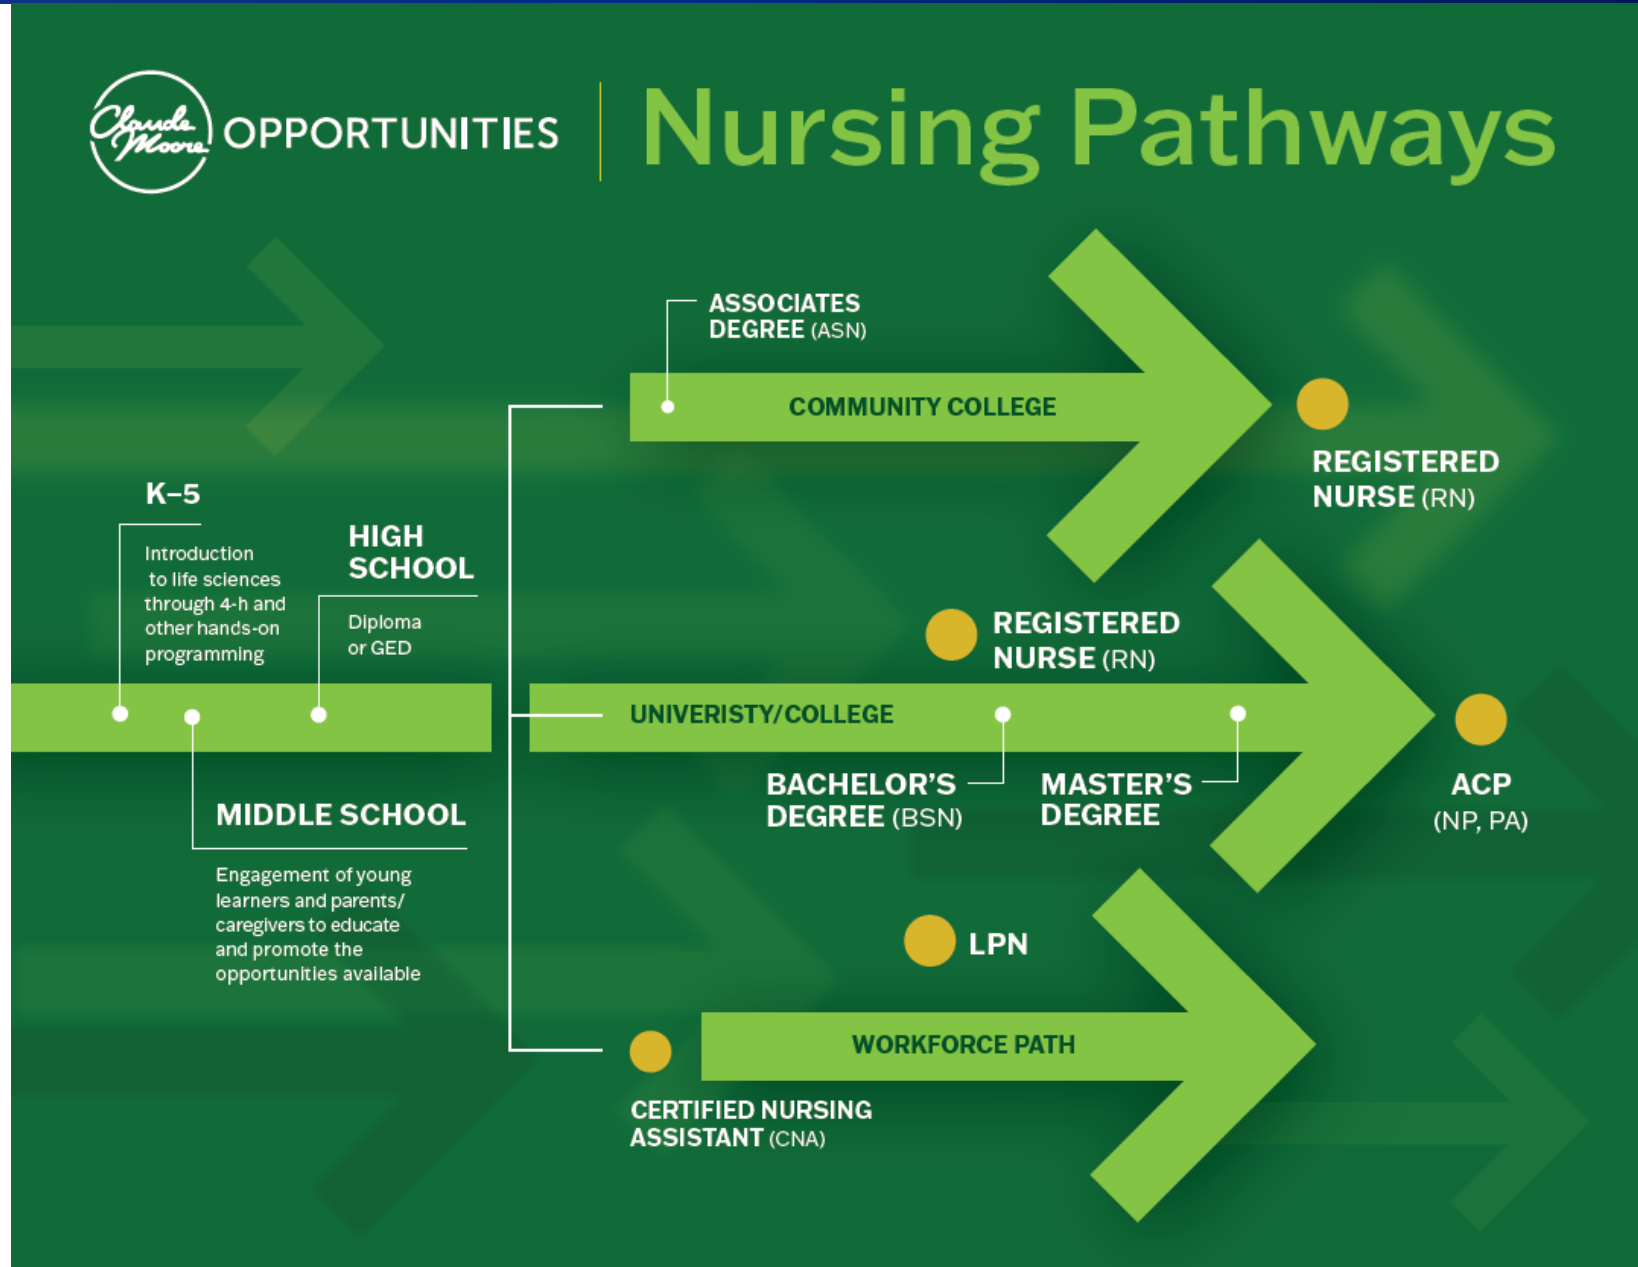 Claude
Moore
OPPORTUNITIES
Nursing Pathways
ASSOCIATES
DEGREE (ASN)
COMMUNITY COLLEGE
REGISTERED
NURSE (RN)
K–5
Introduction
to life sciences
through 4-h and
other hands-on
programming
HIGH
SCHOOL
Diploma
or GED
MIDDLE SCHOOL
Engagement of young
learners and parents/
caregivers to educate
and promote the
opportunities available
REGISTERED
NURSE (RN)
UNIVERISTY/COLLEGE
BACHELOR'S
DEGREE (BSN)
MASTER'S
DEGREE
ACP
(NP, PA)
LPN
WORKFORCE PATH
CERTIFIED NURSING
ASSISTANT (CNA)